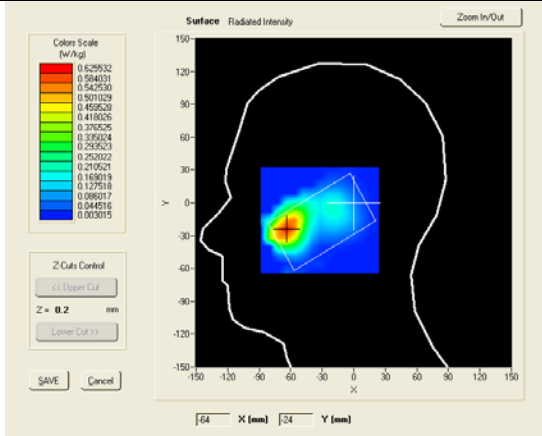 Surface Radiated Intensity
Zoom In/Out
Colors Scale
(W/kg)
0.625532
0.584031
0.542530
0.501029
0.459528
0.418026
0.376525
0.335024
0.293523
0.252022
0.210521
0.169019
0.127518
0.086017
0.044516
0.003015
Z-Cuts Control
<< Upper Cut
Z = 0.2 mm
Lower Cut >>
SAVE Cancel
150
120
90
60
30
0
-30
-60
-90
-120
-150
Y
-150 -120 -90 -60 -30 0 30 60 90 120 150
X
-64 X (mm) -24 Y (mm)